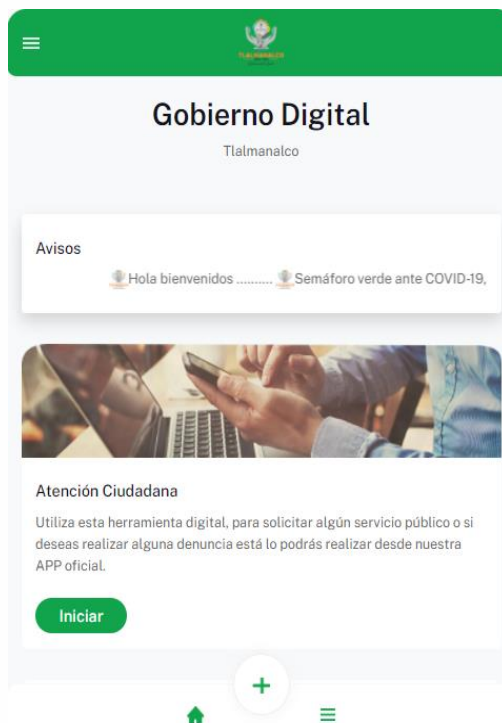 TLALMANALCO
Gobierno Digital
Tlalmanalco
Avisos
Hola bienvenidos .......... Semáforo verde ante COVID-19,
Atención Ciudadana
Utiliza esta herramienta digital, para solicitar algún servicio público o si
deseas realizar alguna denuncia está lo podrás realizar desde nuestra
APP oficial.
Iniciar